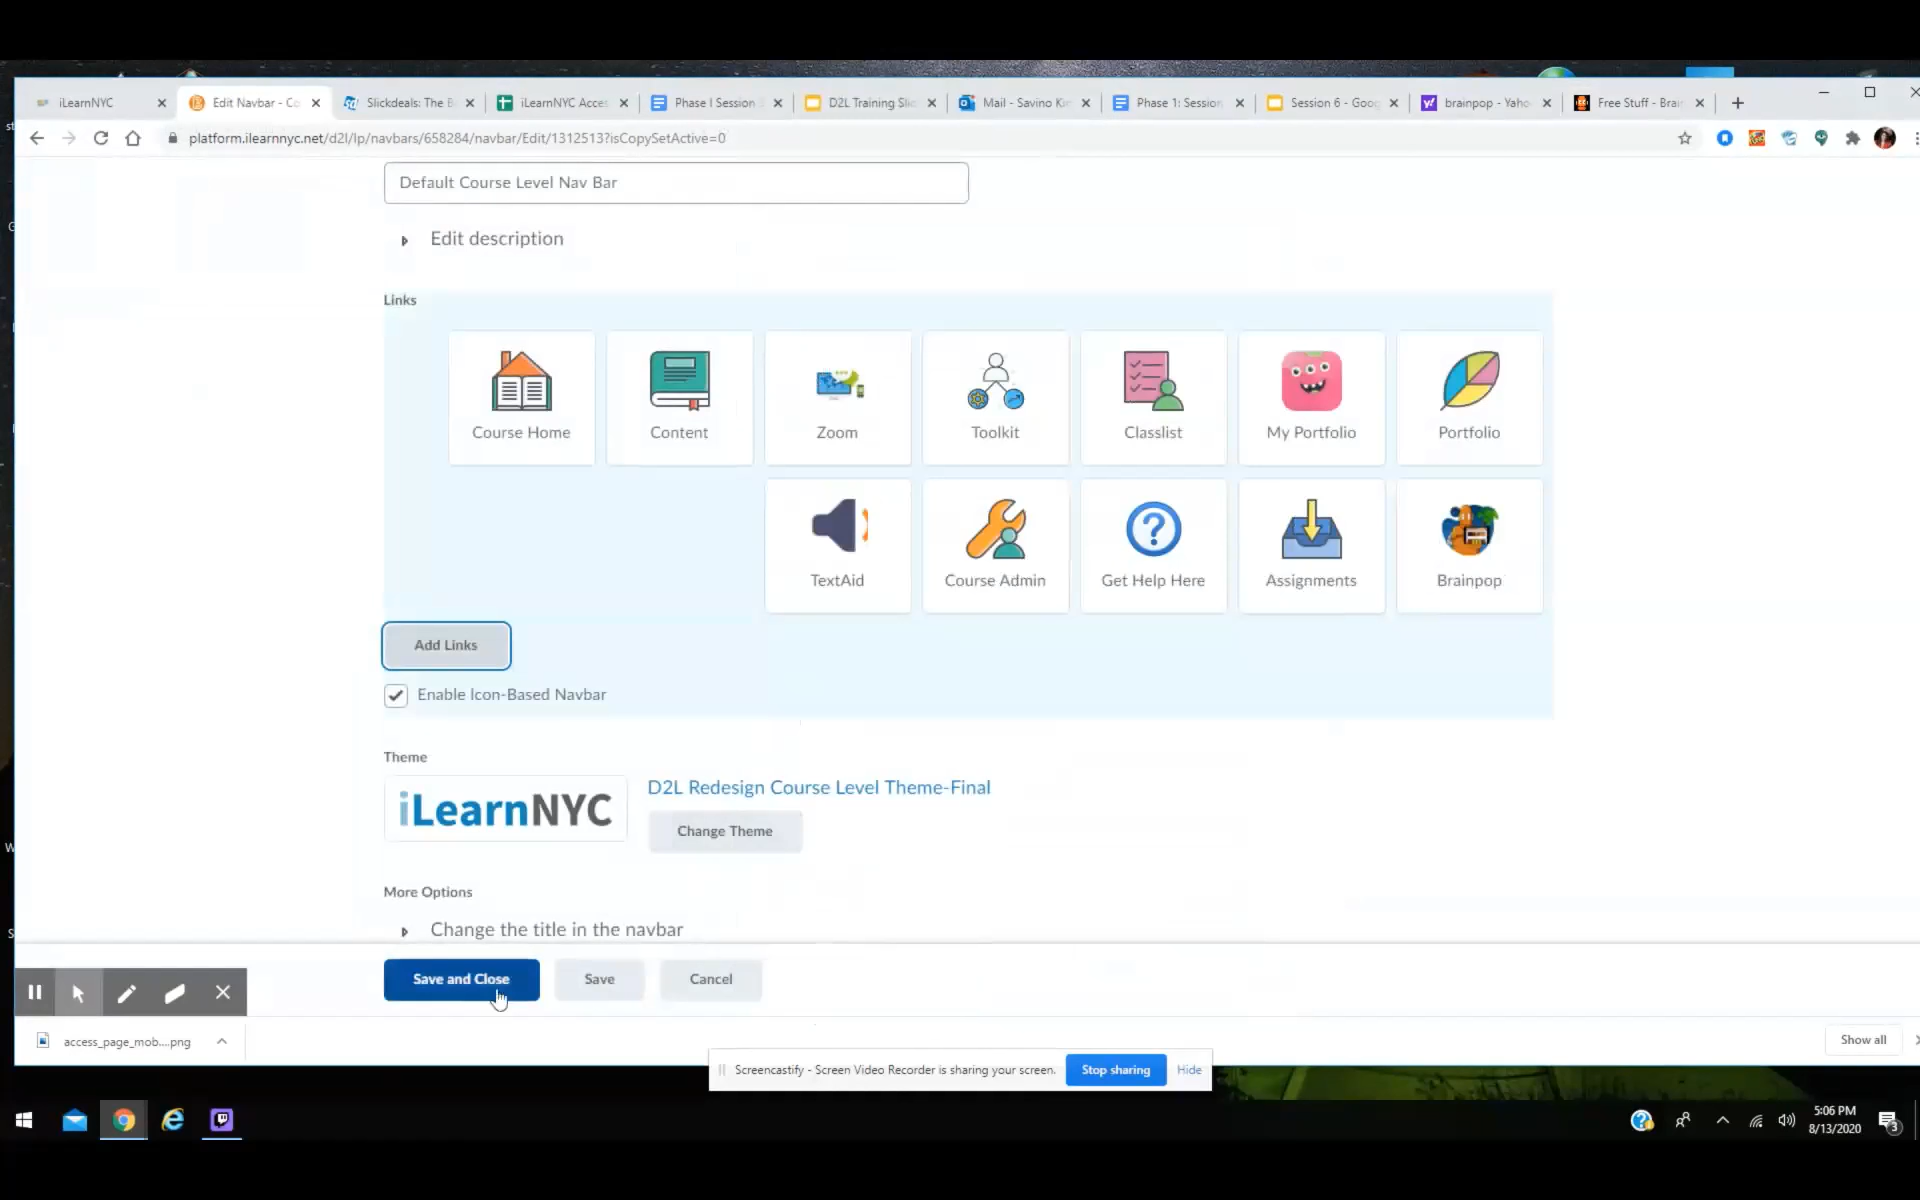 iLearnNYC
Edit Navbar - Co
Slickdeals: The B
iLearnNYC Acces
Phase I Session
D2L Training Slic
Mail - Savino Kim
Phase 1: Session
Session 6 - Goog
brainpop - Yaho
Free Stuff - Brai
platform.ilearnnyc.net/d2l/lp/navbars/658284/navbar/Edit/1312513?isCopySetActive=0
Default Course Level Nav Bar
Edit description
Links
Course Home
Content
Zoom
Toolkit
Classlist
My Portfolio
Portfolio
TextAid
Course Admin
Get Help Here
Assignments
Brainpop
Add Links
Enable Icon-Based Navbar
Theme
iLearnNYC
D2L Redesign Course Level Theme-Final
Change Theme
More Options
Change the title in the navbar
Save and Close
Save
Cancel
access_page_mob....png
Show all
Screencastify - Screen Video Recorder is sharing your screen.
Stop sharing
Hide
5:06 PM
8/13/2020
3